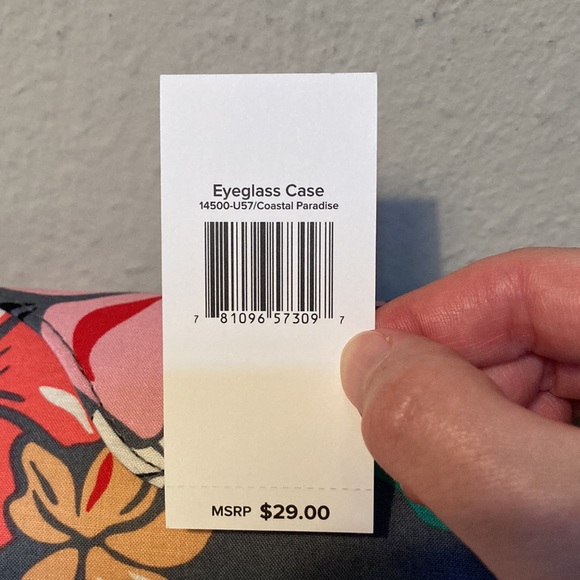 Eyeglass Case
14500-U57/Coastal Paradise
7 81096 57309 7
MSRP $29.00